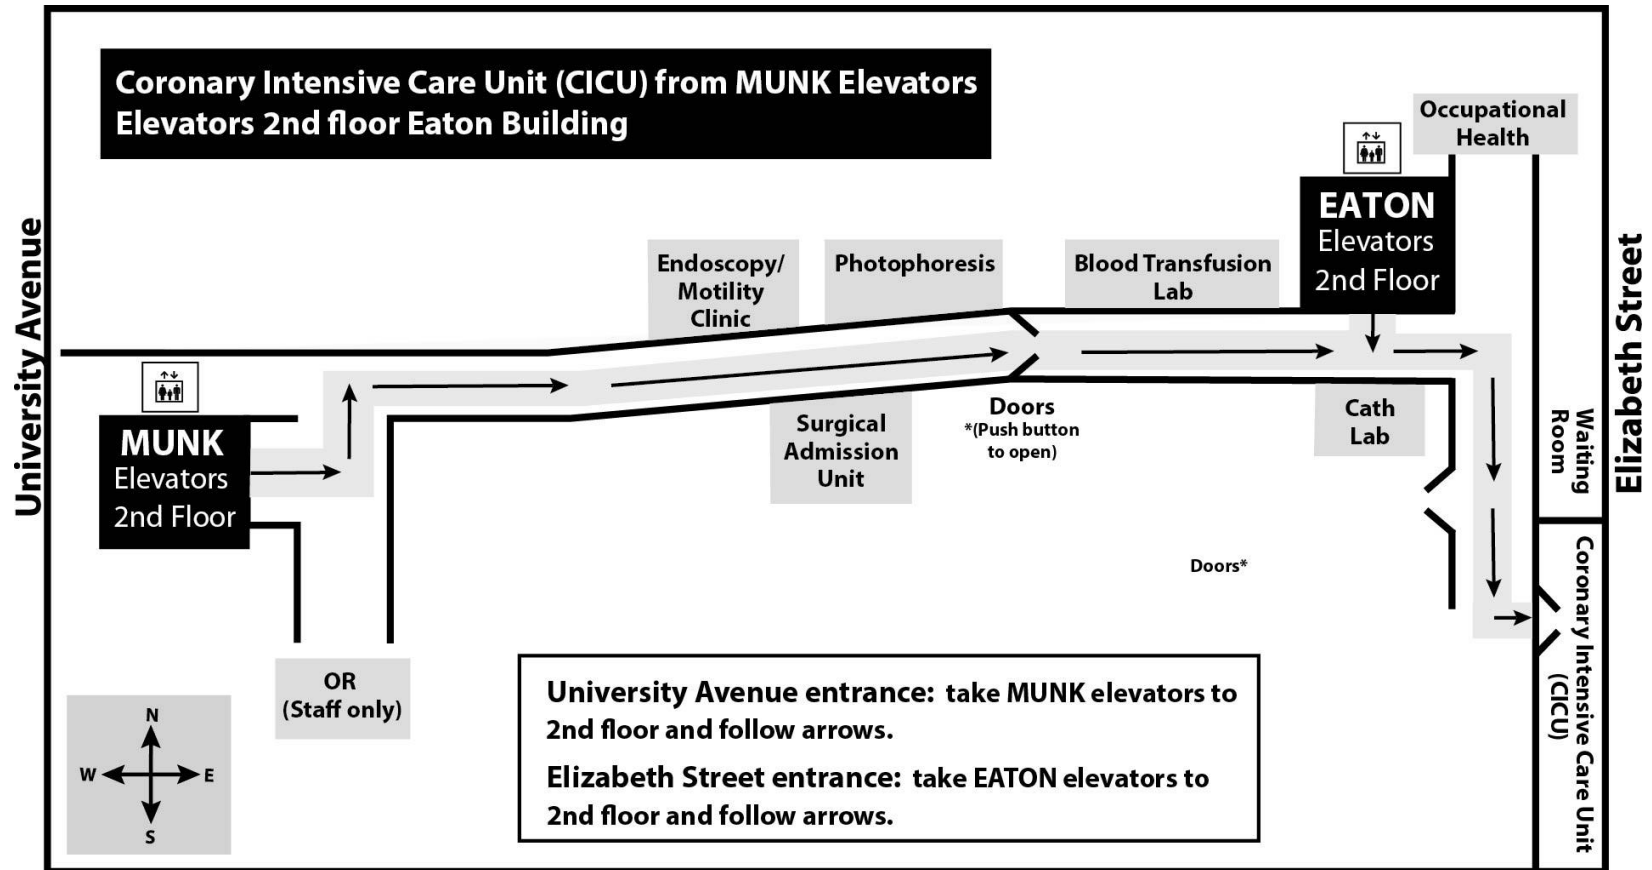 Coronary Intensive Care Unit (CICU) from MUNK Elevators
Elevators 2nd floor Eaton Building
Occupational
Health
EATON
Elevators
2nd Floor
University Avenue
Elizabeth Street
Endoscopy/
Motility
Clinic
Photophoresis
Blood Transfusion
Lab
MUNK
Elevators
2nd Floor
Surgical
Admission
Unit
Doors
*(Push button
to open)
Cath
Lab
Waiting
Room
Doors*
Coronary Intensive Care Unit
(CICU)
OR
(Staff only)
N
W
E
S
University Avenue entrance: take MUNK elevators to
2nd floor and follow arrows.
Elizabeth Street entrance: take EATON elevators to
2nd floor and follow arrows.